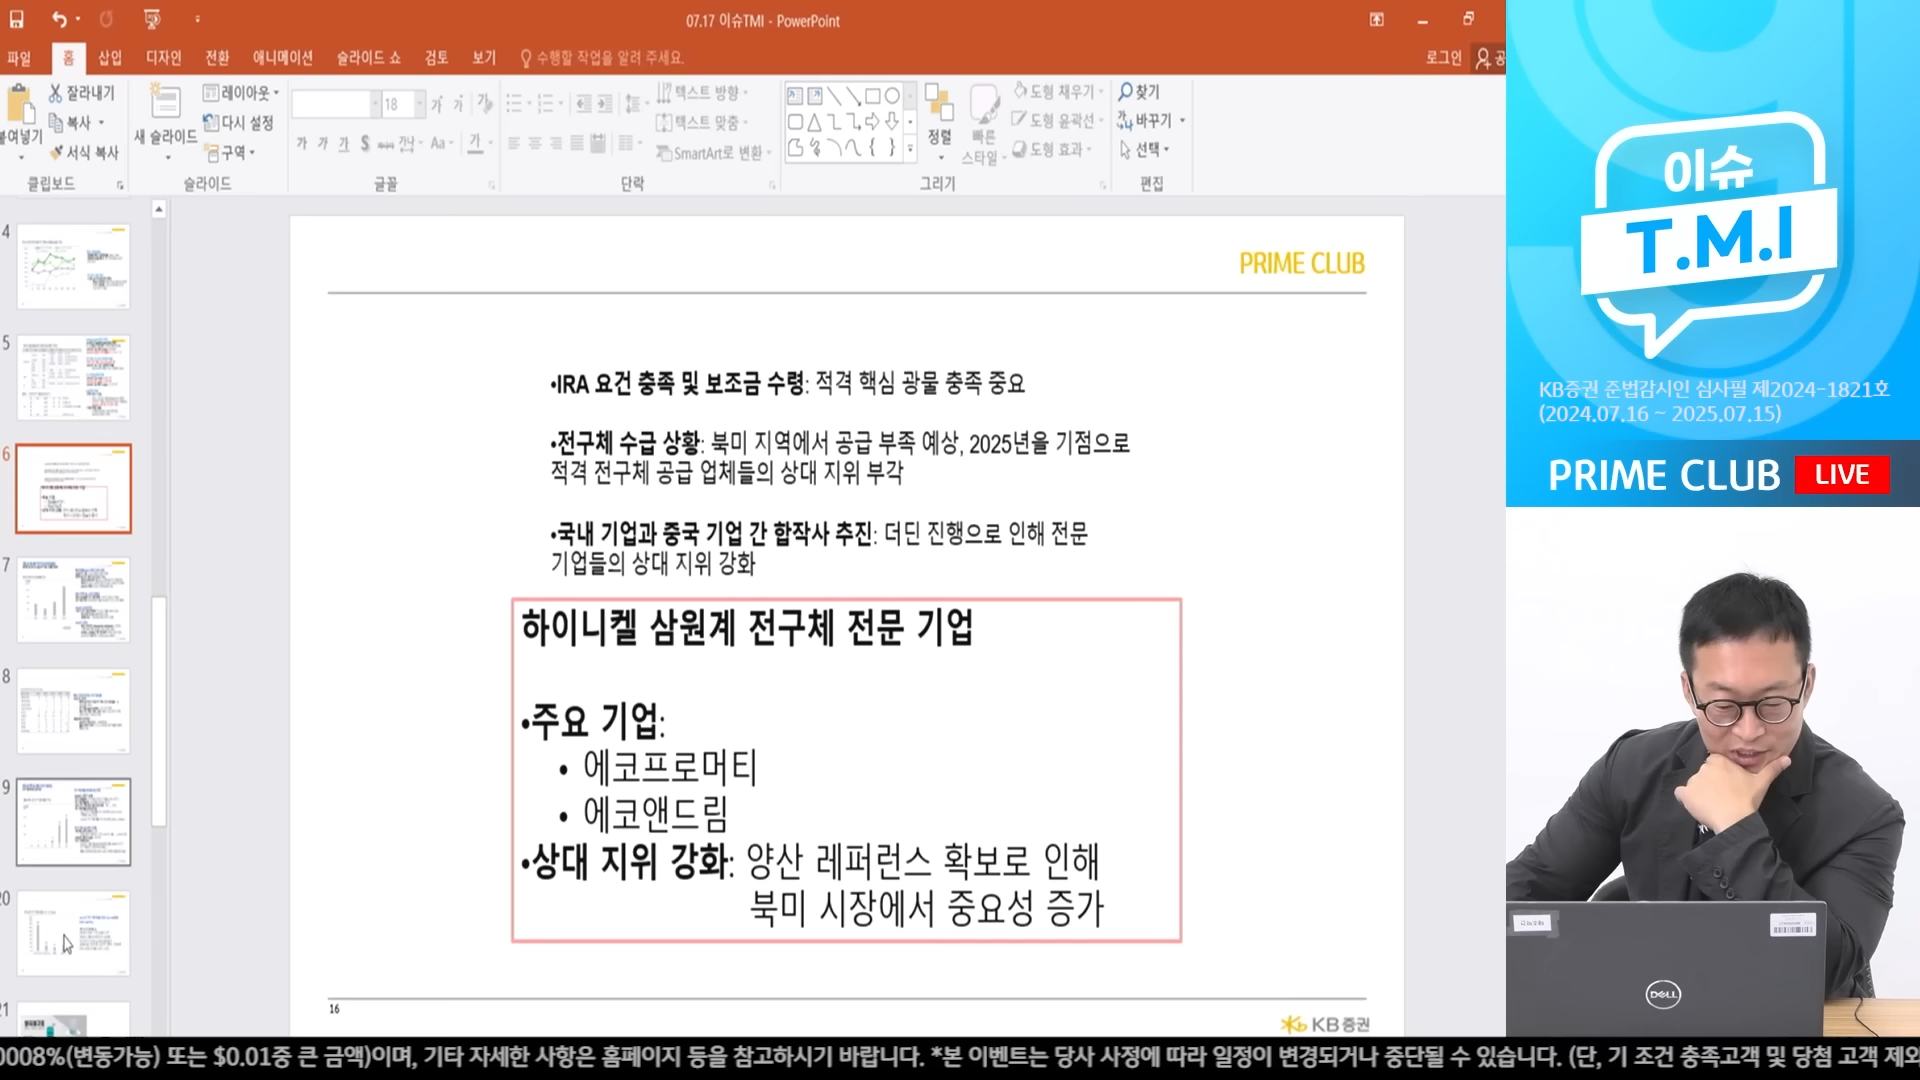 07.17 이슈TMI - PowerPoint
파일 홈 삽입 디자인 전환 애니메이션 슬라이드 쇼 검토 보기 수행할 작업을 알려 주세요.
로그인
잘라내기
복사
서식 복사
클립보드
새 슬라이드
레이아웃
다시 설정
구역
슬라이드
18
글꼴
텍스트 방향
텍스트 맞춤
SmartArt로 변환
단락
정렬
빠른
스타일
도형 채우기
도형 윤곽선
도형 효과
그리기
찾기
바꾸기
선택
편집
4
5
6
7
8
9
PRIME CLUB
•IRA 요건 충족 및 보조금 수령: 적격 핵심 광물 충족 중요
•전구체 수급 상황: 북미 지역에서 공급 부족 예상, 2025년을 기점으로
적격 전구체 공급 업체들의 상대 지위 부각
•국내 기업과 중국 기업 간 합작사 추진: 더딘 진행으로 인해 전문
기업들의 상대 지위 강화
하이니켈 삼원계 전구체 전문 기업
•주요 기업:
• 에코프로머티
• 에코앤드림
•상대 지위 강화: 양산 레퍼런스 확보로 인해
북미 시장에서 중요성 증가
16
KB증권
이슈
T.M.I
KB증권 준법감시인 심사필 제2024-1821호
(2024.07.16 ~ 2025.07.15)
PRIME CLUB LIVE
DELL
0008%(변동가능) 또는 $0.01중 큰 금액)이며, 기타 자세한 사항은 홈페이지 등을 참고하시기 바랍니다. *본 이벤트는 당사 사정에 따라 일정이 변경되거나 중단될 수 있습니다. (단, 기 조건 충족고객 및 당첨 고객 제외